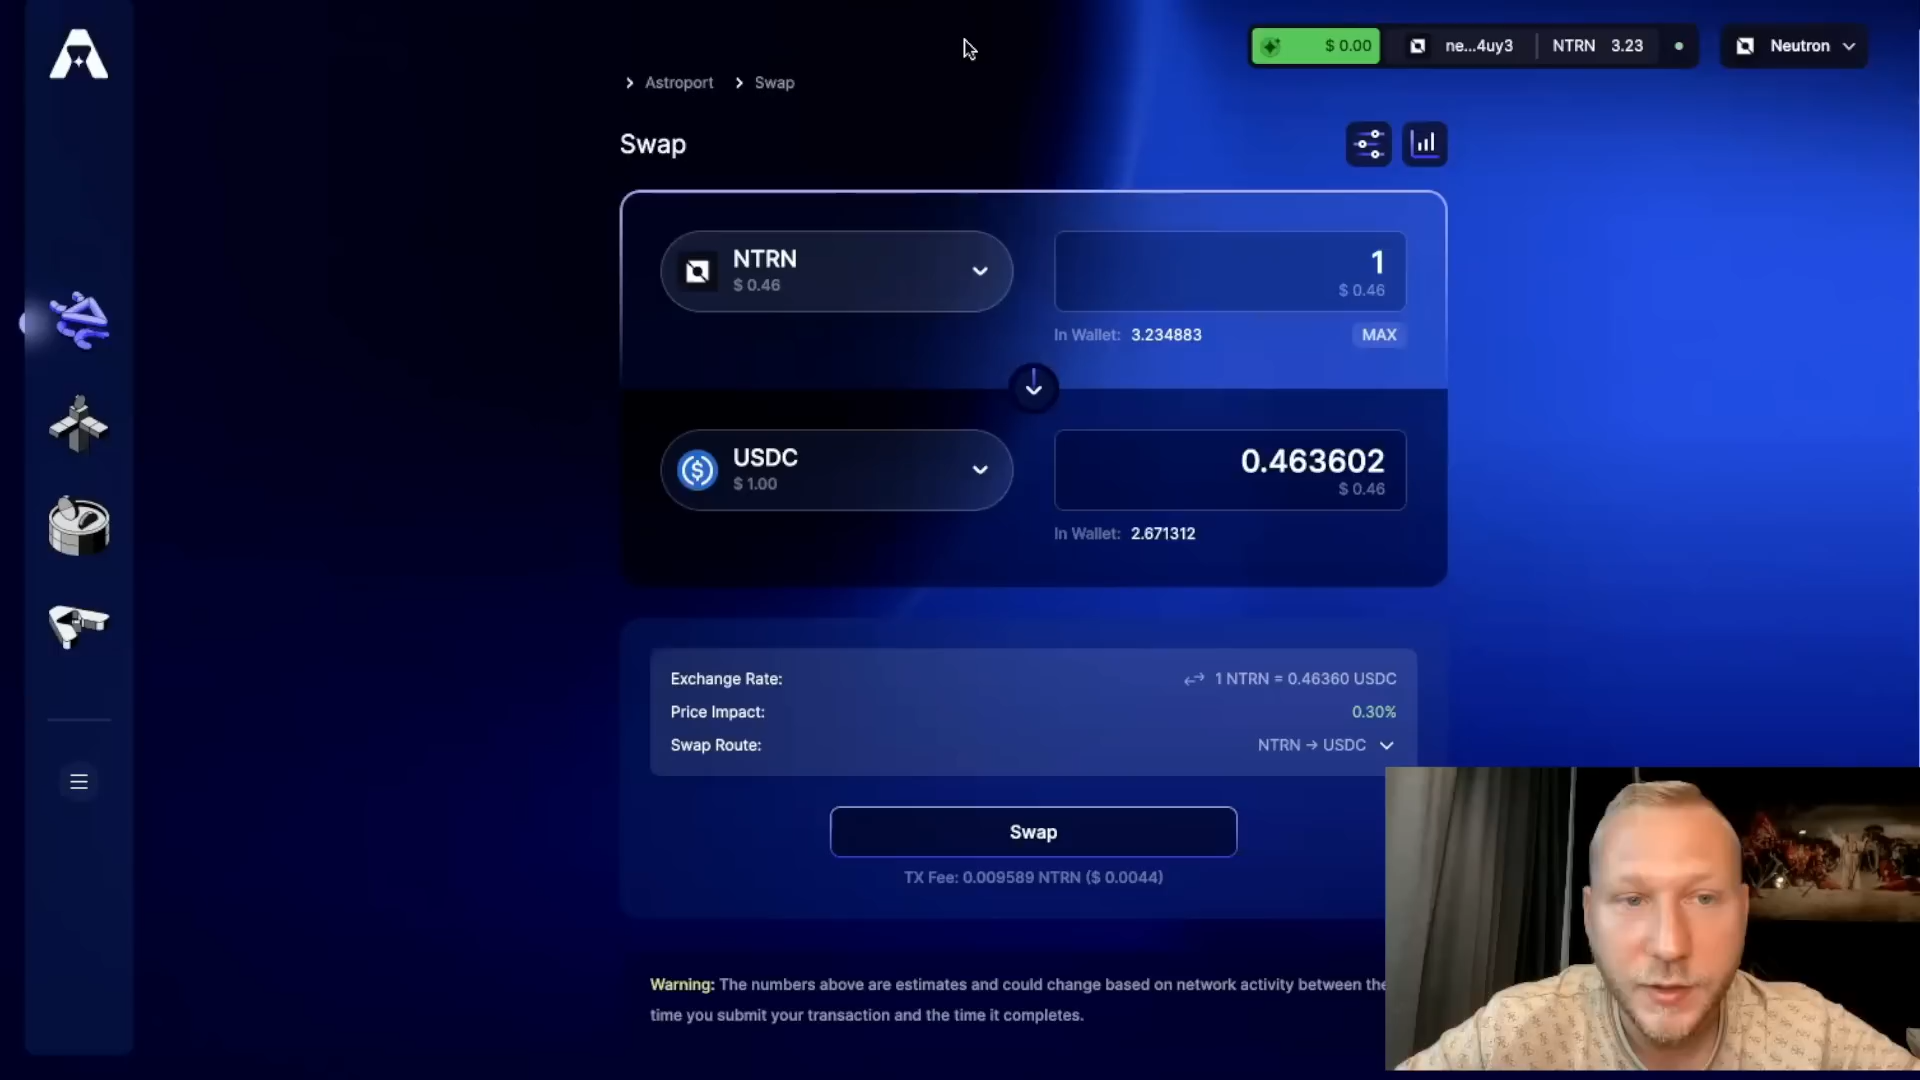 $ 0.00
ne...4uy3
NTRN 3.23
Neutron
Astroport
Swap
Swap
NTRN
$ 0.46
1
$ 0.46
In Wallet: 3.234883
MAX
USDC
$ 1.00
0.463602
$ 0.46
In Wallet: 2.671312
Exchange Rate:
1 NTRN = 0.46360 USDC
Price Impact:
0.30%
Swap Route:
NTRN → USDC
Swap
TX Fee: 0.009589 NTRN ($ 0.0044)
Warning: The numbers above are estimates and could change based on network activity between the
time you submit your transaction and the time it completes.